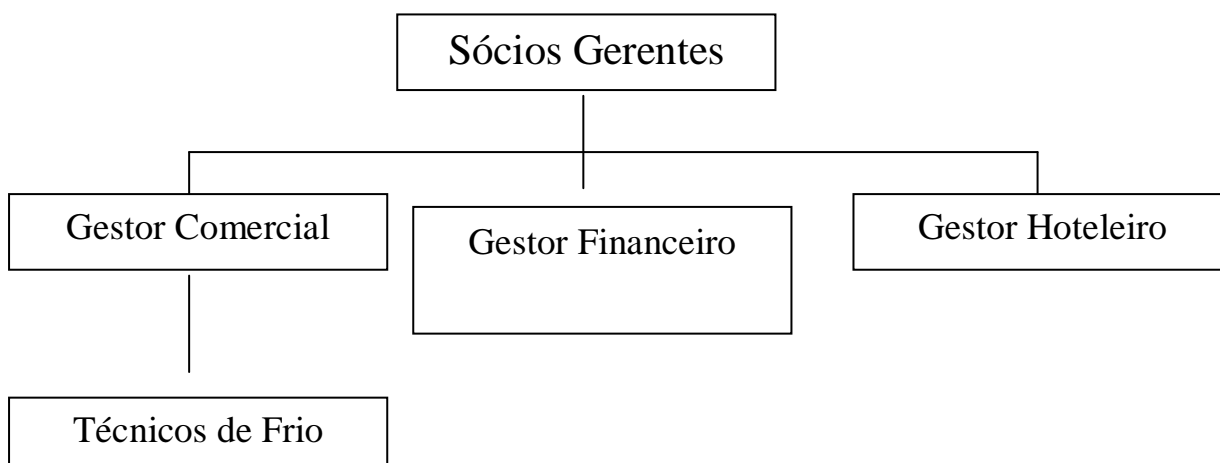 Sócios Gerentes
Gestor Comercial
Gestor Financeiro
Gestor Hoteleiro
Técnicos de Frio